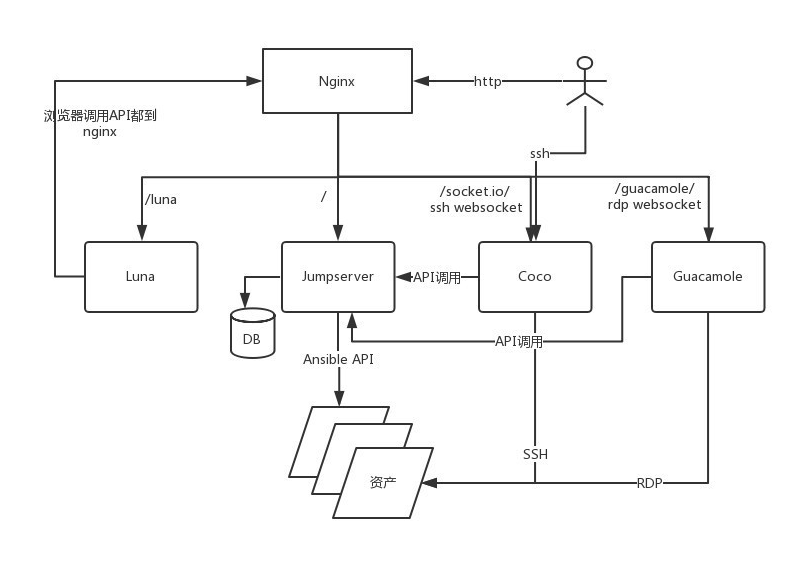 Nginx
http
浏览器调用API都到
nginx
ssh
/luna
/
/socket.io/
ssh websocket
/guacamole/
rdp websocket
Luna
Jumpserver
API调用
Coco
Guacamole
DB
API调用
Ansible API
SSH
资产
RDP